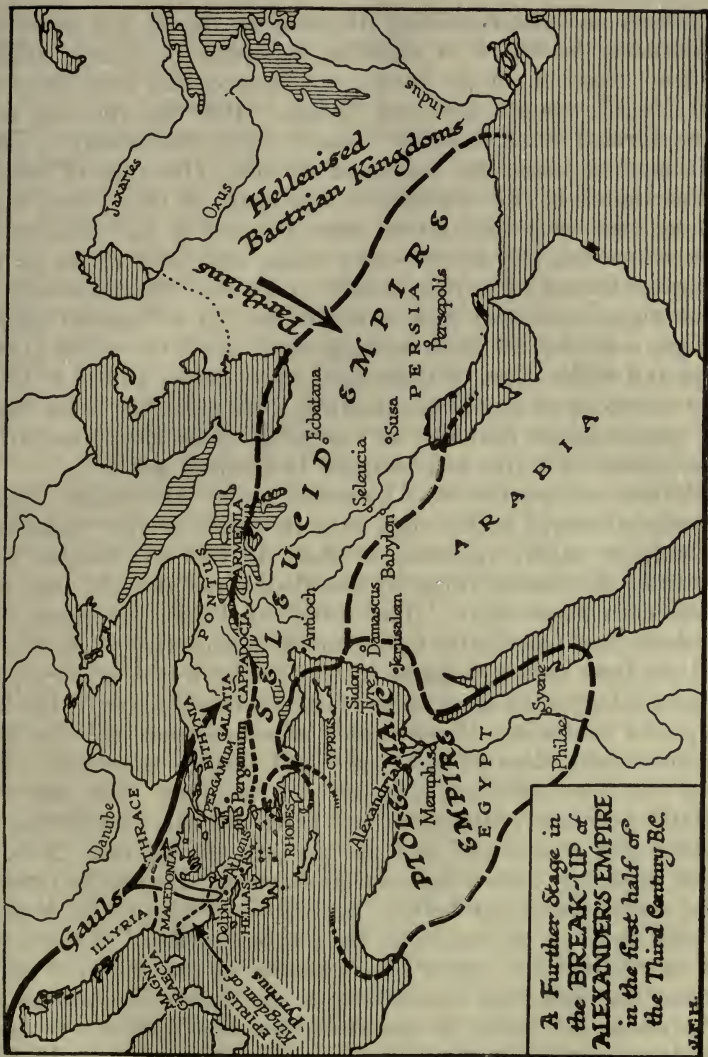 Jaxartes
Oxus
Indus
Hellenised
Bactrian Kingdoms
Parthians
SELEUCID EMPIRE
PERSIA
Persepolis
Ecbatana
Susa
Seleucia
Babylon
ARABIA
Danube
Gauls
THRACE
ILLYRIA
MACEDONIA
MAGNA
GRAECIA
EPIRUS
Kingdom of
Pyrrhus
Delphi
HELLAS
Athens
BITHYNIA
PERGAMUM
Pergamum
GALATIA
PONTUS
CAPPADOCIA
ARMENIA
RHODES
CYPRUS
Antioch
Damascus
Sidon
Tyre
Jerusalem
Alexandria
Memphis
PTOLEMAIC
EMPIRE
EGYPT
Syene
Philae
A Further Stage in
the BREAK-UP of
ALEXANDER'S EMPIRE
in the first half of
the Third Century B.C.
J.F.H.